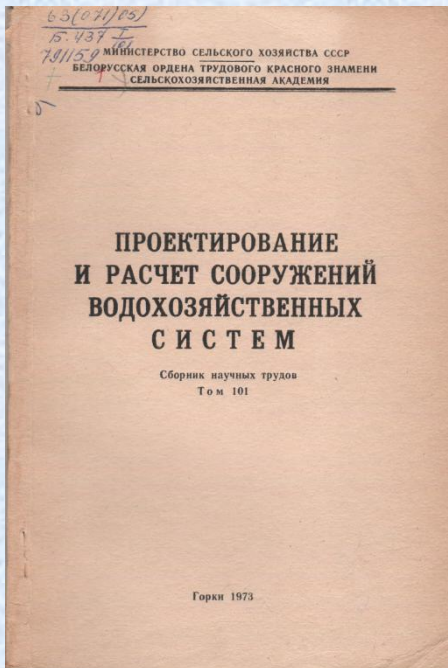 63(071)(05)
Б.437
791159
МИНИСТЕРСТВО СЕЛЬСКОГО ХОЗЯЙСТВА СССР
БЕЛОРУССКАЯ ОРДЕНА ТРУДОВОГО КРАСНОГО ЗНАМЕНИ
СЕЛЬСКОХОЗЯЙСТВЕННАЯ АКАДЕМИЯ
ПРОЕКТИРОВАНИЕ
И РАСЧЕТ СООРУЖЕНИЙ
ВОДОХОЗЯЙСТВЕННЫХ
СИСТЕМ
Сборник научных трудов
Том 101
Горки 1973